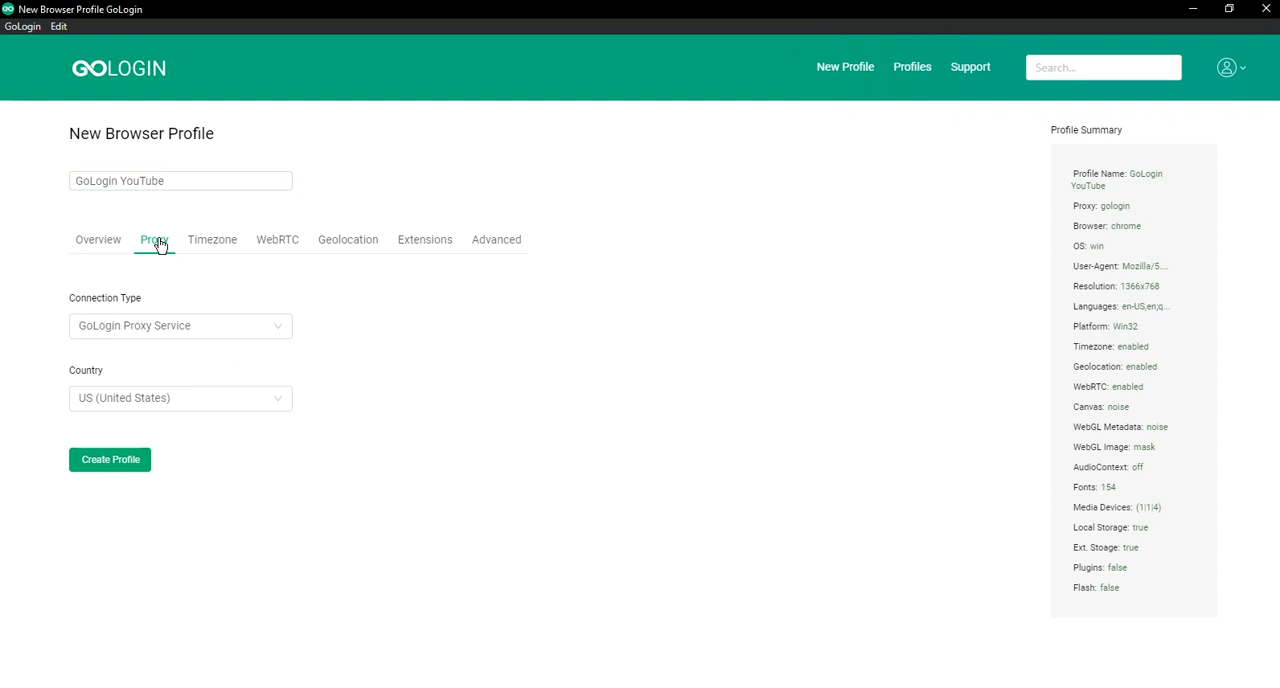 New Browser Profile GoLogin
GoLogin Edit
GOLOGIN
New Profile Profiles Support Search...
New Browser Profile
GoLogin YouTube
Overview Proxy Timezone WebRTC Geolocation Extensions Advanced
Connection Type
GoLogin Proxy Service
Country
US (United States)
Create Profile
Profile Summary
Profile Name: GoLogin
YouTube
Proxy: gologin
Browser: chrome
OS: win
User-Agent: Mozilla/5....
Resolution: 1366x768
Languages: en-US,en;q...
Platform: Win32
Timezone: enabled
Geolocation: enabled
WebRTC: enabled
Canvas: noise
WebGL Metadata: noise
WebGL Image: mask
AudioContext: off
Fonts: 154
Media Devices: (1|1|4)
Local Storage: true
Ext. Stoage: true
Plugins: false
Flash: false